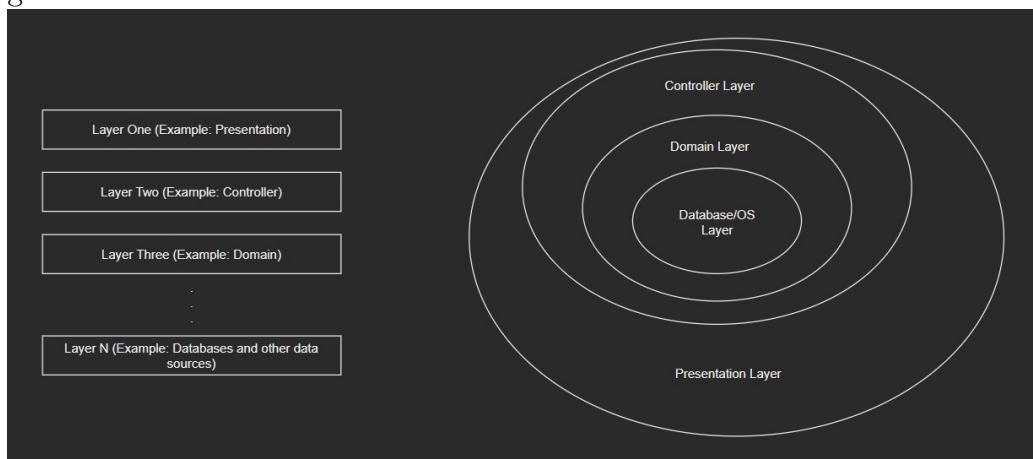 g
Layer One (Example: Presentation)
Layer Two (Example: Controller)
Layer Three (Example: Domain)
.
.
.
Layer N (Example: Databases and other data
sources)
Controller Layer
Domain Layer
Database/OS
Layer
Presentation Layer